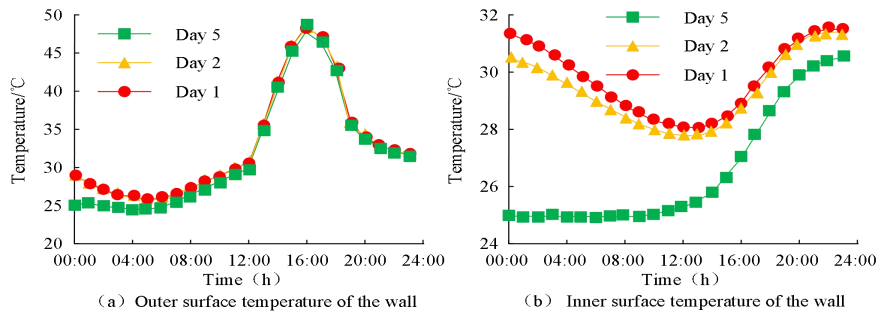 50
45
40
35
30
25
20
Temperature/℃
Day 5
Day 2
Day 1
00:00 04:00 08:00 12:00 16:00 20:00 24:00
Time（h）
（a）Outer surface temperature of the wall
32
30
28
26
24
Temperature/℃
Day 5
Day 2
Day 1
00:00 04:00 08:00 12:00 16:00 20:00 24:00
Time（h）
（b） Inner surface temperature of the wall